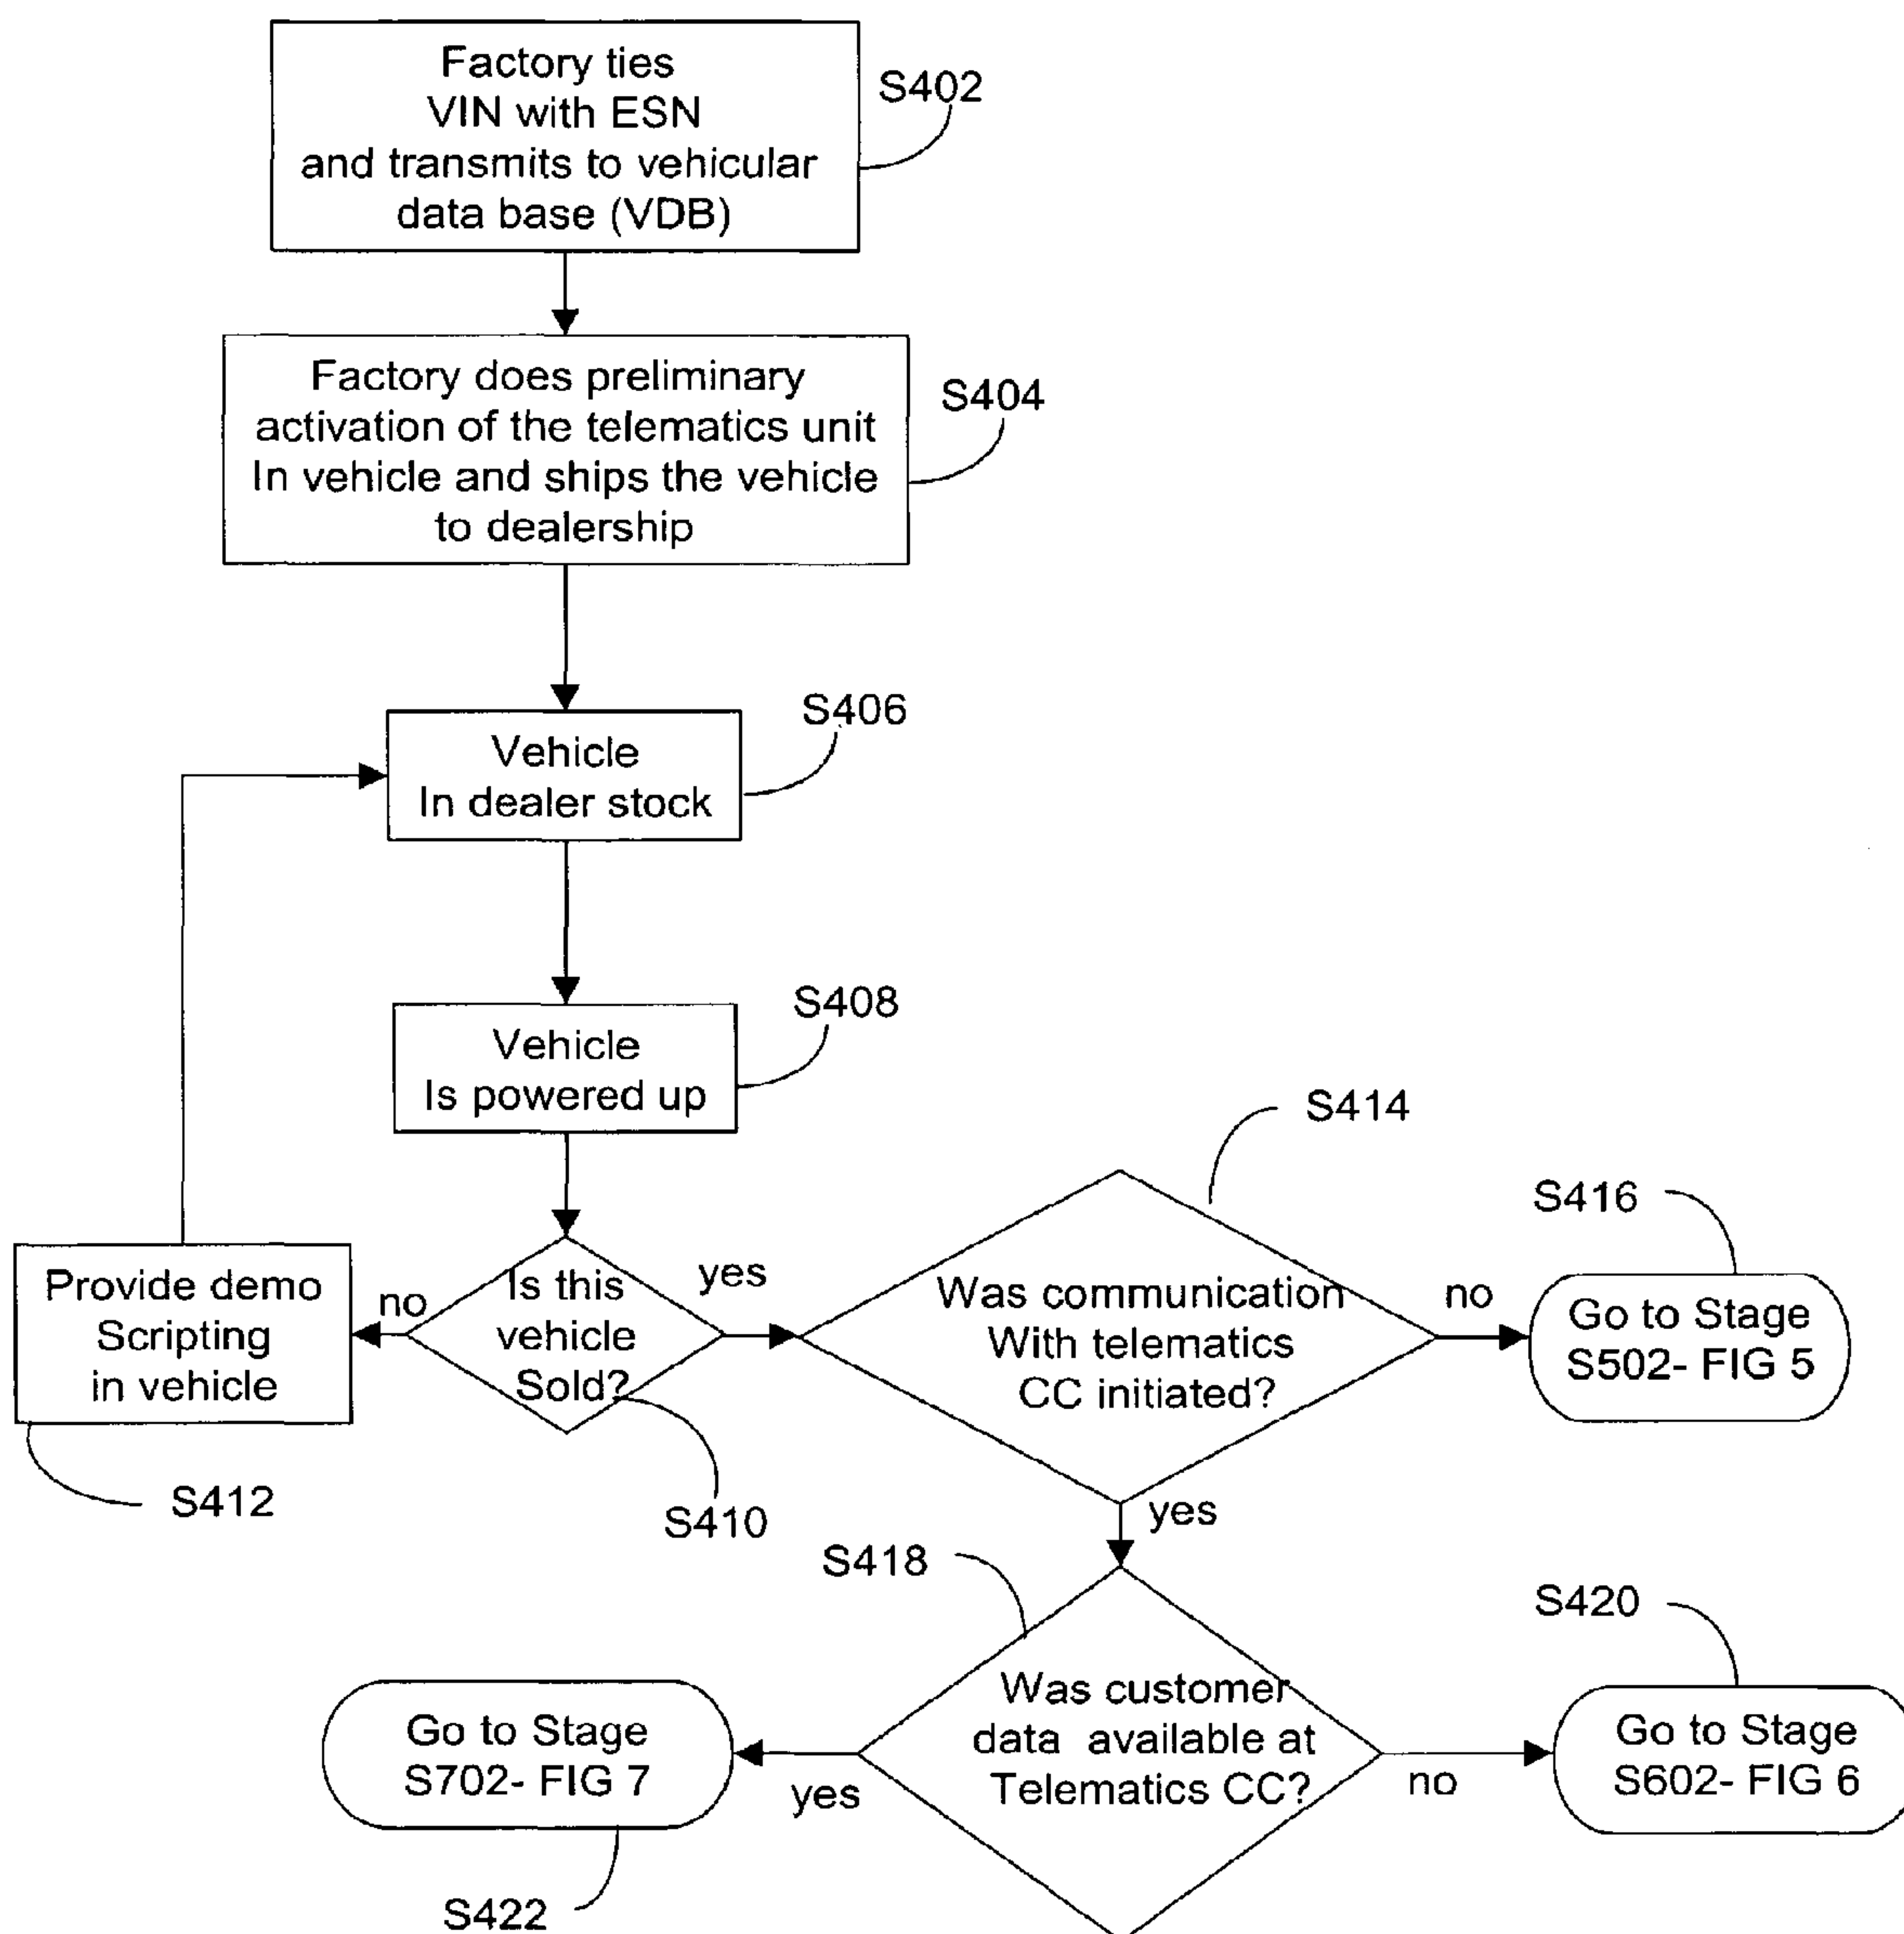 Factory ties
VIN with ESN
and transmits to vehicular
data base (VDB)
S402
Factory does preliminary
activation of the telematics unit
In vehicle and ships the vehicle
to dealership
S404
Vehicle
In dealer stock
S406
Vehicle
Is powered up
S408
Is this
vehicle
Sold?
S410
no
Provide demo
Scripting
in vehicle
S412
yes
Was communication
With telematics
CC initiated?
S414
no
Go to Stage
S502- FIG 5
S416
yes
Was customer
data available at
Telematics CC?
S418
no
Go to Stage
S602- FIG 6
S420
yes
Go to Stage
S702- FIG 7
S422